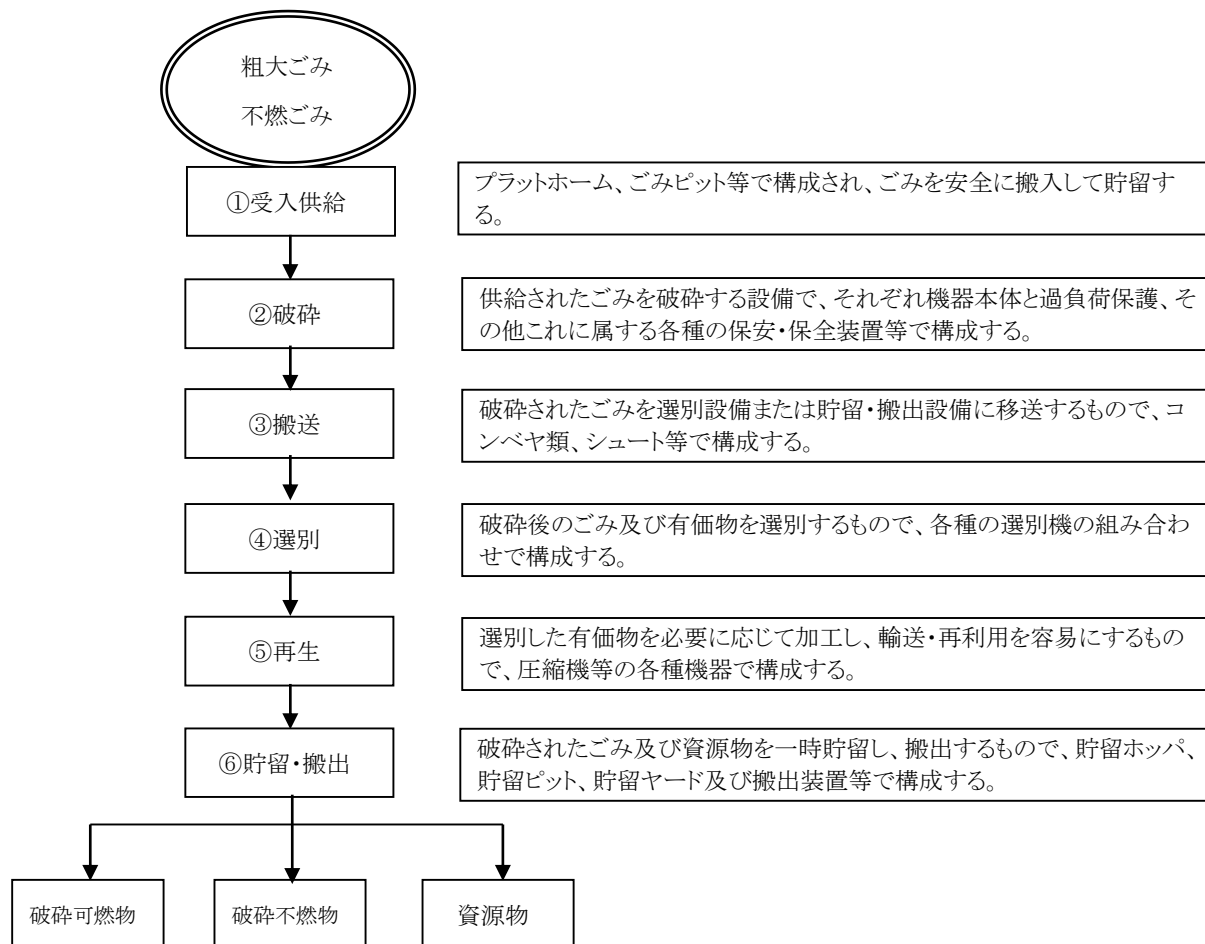 粗大ごみ
不燃ごみ
①受入供給
プラットホーム、ごみピット等で構成され、ごみを安全に搬入して貯留す
る。
②破砕
供給されたごみを破砕する設備で、それぞれ機器本体と過負荷保護、そ
の他これに属する各種の保安・保全装置等で構成する。
③搬送
破砕されたごみを選別設備または貯留・搬出設備に移送するもので、コ
ンベヤ類、シュート等で構成する。
④選別
破砕後のごみ及び有価物を選別するもので、各種の選別機の組み合わ
せで構成する。
⑤再生
選別した有価物を必要に応じて加工し、輸送・再利用を容易にするもの
で、圧縮機等の各種機器で構成する。
⑥貯留・搬出
破砕されたごみ及び資源物を一時貯留し、搬出するもので、貯留ホッパ、
貯留ピット、貯留ヤード及び搬出装置等で構成する。
破砕可燃物
破砕不燃物
資源物